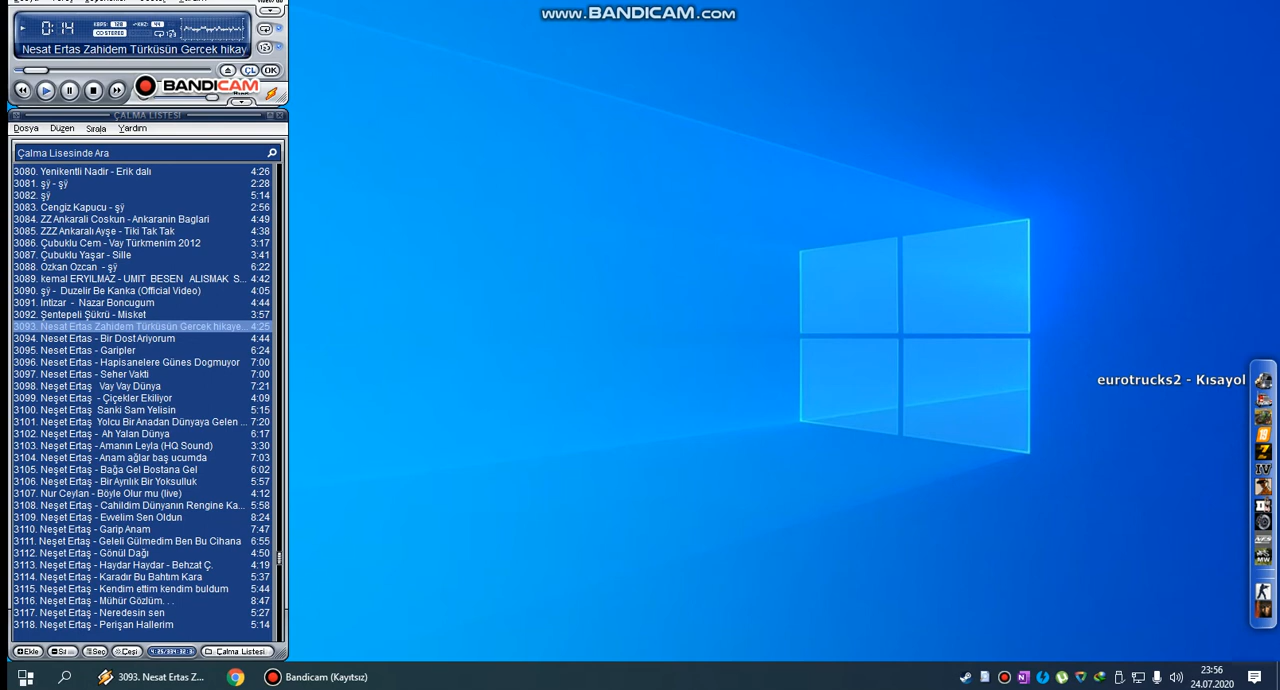 www.BANDICAM.com
0:14
KBPS: 128 KHZ: 44
STEREO
Nesat Ertas Zahidem Türküsün Gercek hikay
ÇL OK
BANDICAM
ÇALMA LİSTESİ
Dosya Düzen Sırala Yardım
Çalma Lisesinde Ara
3080. Yenikentli Nadir - Erik dalı 4:26
3081. şÿ - şÿ 2:28
3082. şÿ 5:14
3083. Cengiz Kapucu - şÿ 2:56
3084. ZZ Ankarali Coskun - Ankaranin Baglari 4:49
3085. ZZZ Ankaralı Ayşe - Tiki Tak Tak 4:38
3086. Çubuklu Cem - Vay Türkmenim 2012 3:17
3087. Çubuklu Yaşar - Sille 3:41
3088. Ozkan Ozcan - şÿ 6:22
3089. kemal ERYILMAZ - UMIT BESEN ALISMAK S... 4:42
3090. şÿ - Duzelir Be Kanka (Official Video) 4:05
3091. Intizar - Nazar Boncugum 4:44
3092. Şentepeli Şükrü - Misket 3:57
3093. Nesat Ertas Zahidem Türküsün Gercek hikaye... 4:25
3094. Neset Ertas - Bir Dost Ariyorum 4:44
3095. Neset Ertas - Garipler 6:24
3096. Neset Ertas - Hapisanelere Günes Dogmuyor 7:00
3097. Neset Ertas - Seher Vakti 7:00
3098. Neşet Ertaş Vay Vay Dünya 7:21
3099. Neşet Ertaş - Çiçekler Ekiliyor 4:09
3100. Neşet Ertaş Sanki Sam Yelisin 5:15
3101. Neşet Ertaş Yolcu Bir Anadan Dünyaya Gelen ... 7:20
3102. Neşet Ertaş - Ah Yalan Dünya 6:17
3103. Neşet Ertaş - Amanın Leyla (HQ Sound) 3:30
3104. Neşet Ertaş - Anam ağlar baş ucumda 7:03
3105. Neşet Ertaş - Bağa Gel Bostana Gel 6:02
3106. Neşet Ertaş - Bir Ayrılık Bir Yoksulluk 5:57
3107. Nur Ceylan - Böyle Olur mu (live) 4:12
3108. Neşet Ertaş - Cahildim Dünyanın Rengine Ka... 5:58
3109. Neşet Ertaş - Evvelim Sen Oldun 8:24
3110. Neşet Ertaş - Garip Anam 7:47
3111. Neşet Ertaş - Geleli Gülmedim Ben Bu Cihana 6:55
3112. Neşet Ertaş - Gönül Dağı 4:50
3113. Neşet Ertaş - Haydar Haydar - Behzat Ç. 4:19
3114. Neşet Ertaş - Karadır Bu Bahtım Kara 5:37
3115. Neşet Ertaş - Kendim ettim kendim buldum 5:44
3116. Neşet Ertaş - Mühür Gözlüm. . . 8:47
3117. Neşet Ertaş - Neredesin sen 5:27
3118. Neşet Ertaş - Perişan Hallerim 5:14
Ekle Sil Seç Çeşi Çalma Listesi
eurotrucks2 - Kısayol
19
IV
MW
3093. Nesat Ertas Z... Bandicam (Kayıtsız)
23:56
24.07.2020